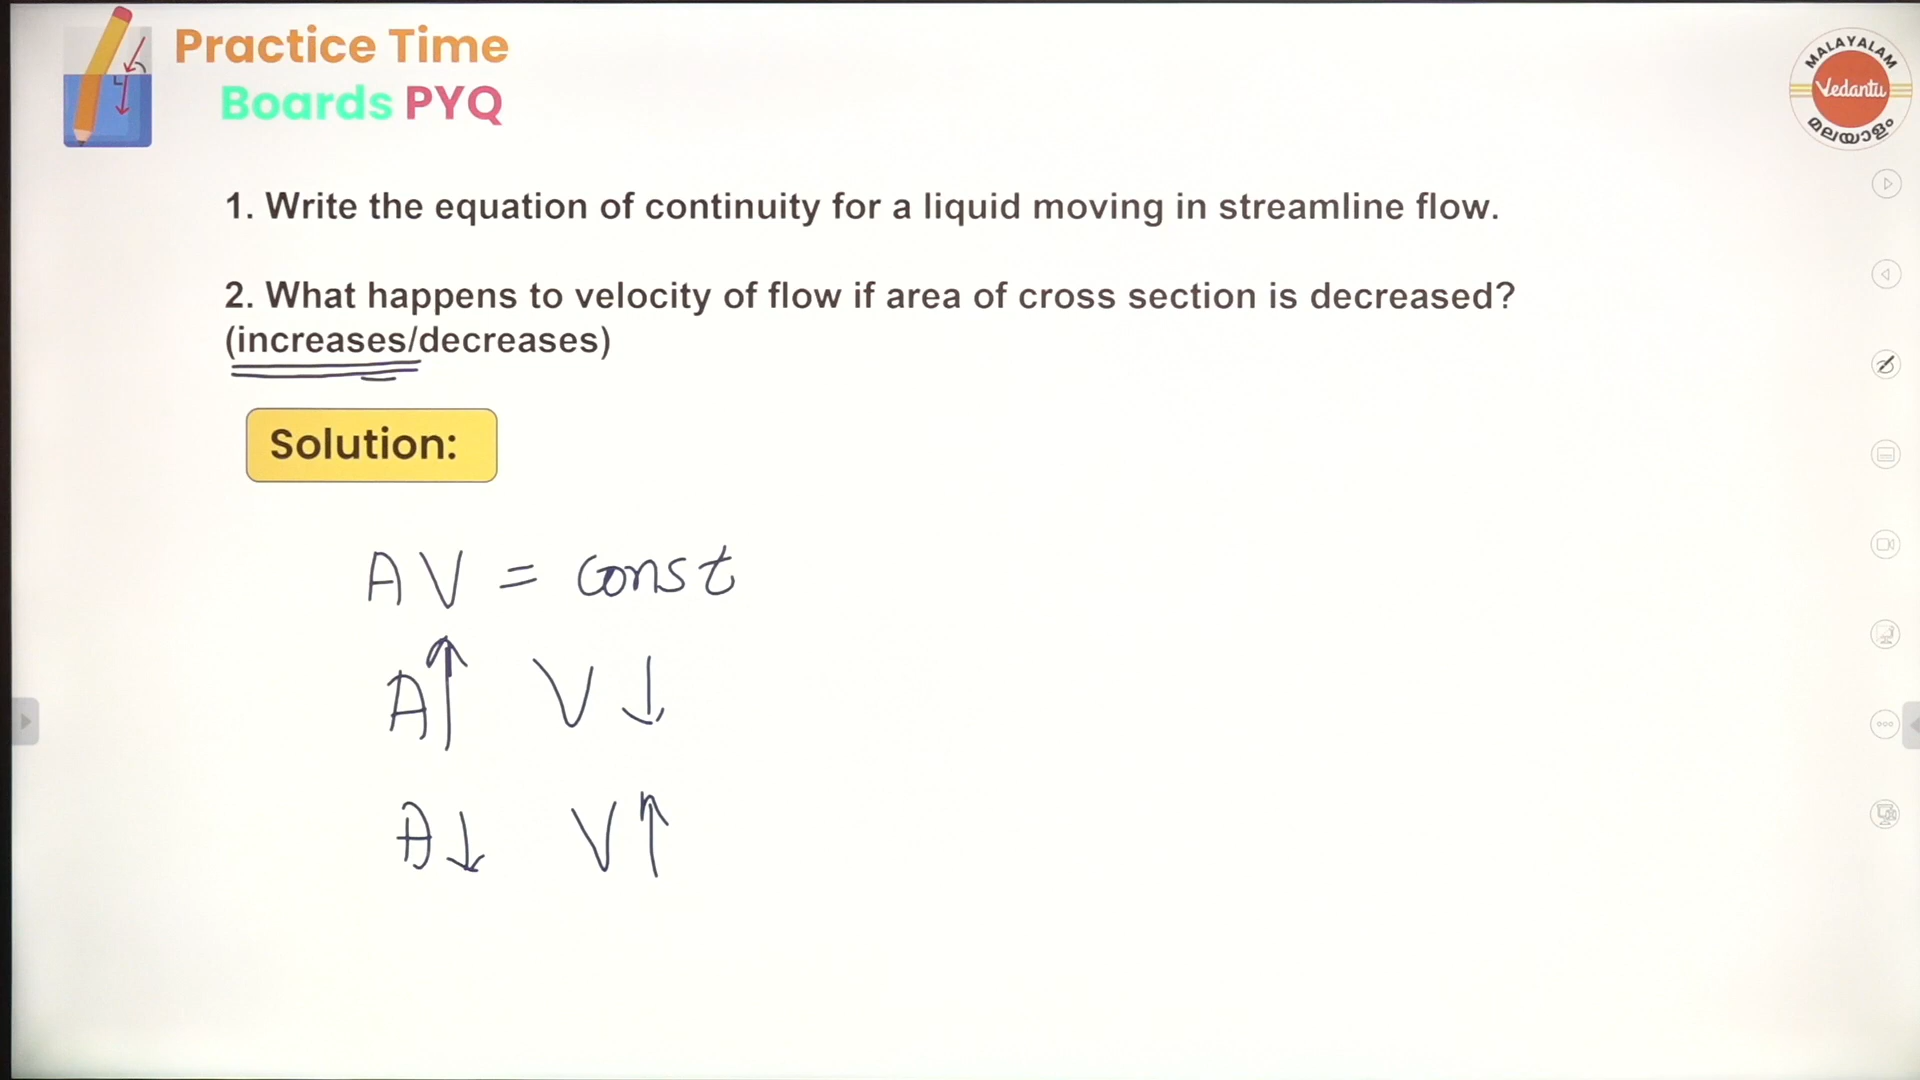 Practice Time
Boards PYQ
MALAYALAM
Vedantu
മലയാളം
1. Write the equation of continuity for a liquid moving in streamline flow.
2. What happens to velocity of flow if area of cross section is decreased?
(increases/decreases)
Solution:
AV = const
A↑ V↓
A↓ V↑